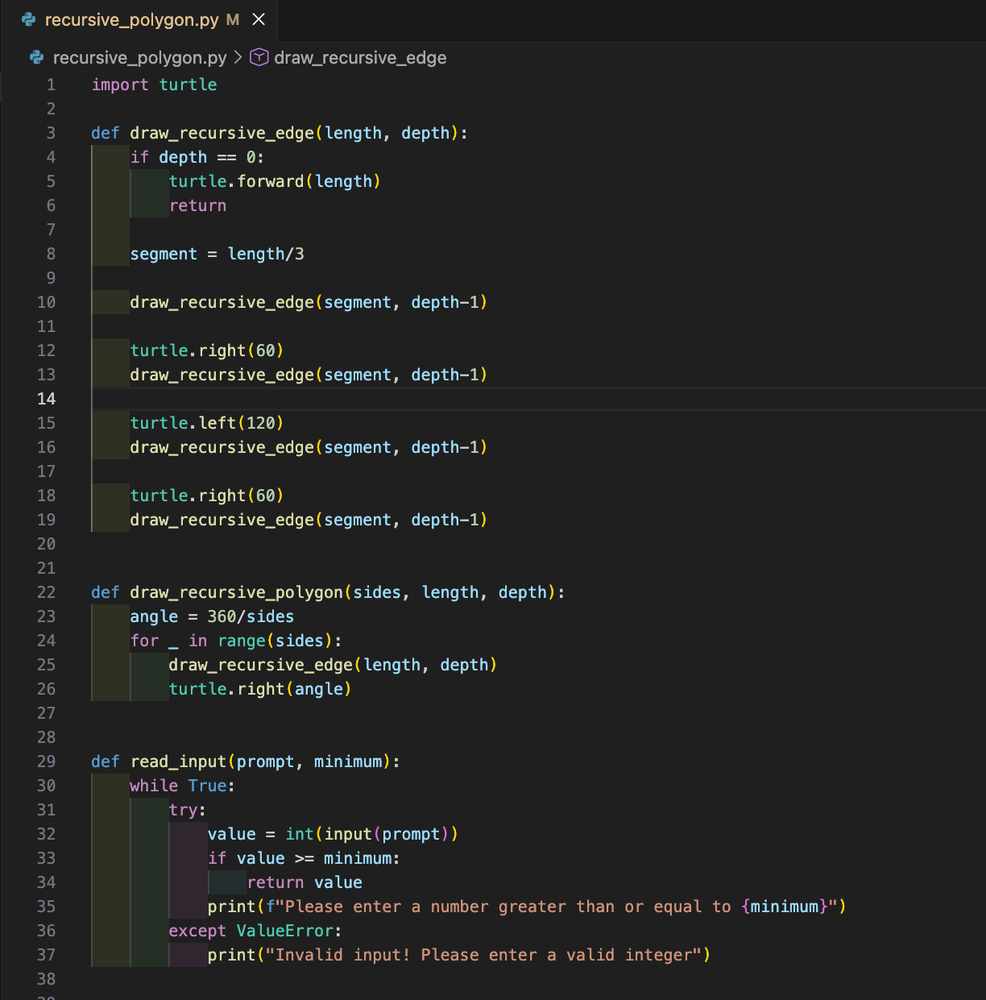 recursive_polygon.py M
recursive_polygon.py > draw_recursive_edge
1 import turtle
2
3 def draw_recursive_edge(length, depth):
4     if depth == 0:
5         turtle.forward(length)
6         return
7
8     segment = length/3
9
10     draw_recursive_edge(segment, depth-1)
11
12     turtle.right(60)
13     draw_recursive_edge(segment, depth-1)
14
15     turtle.left(120)
16     draw_recursive_edge(segment, depth-1)
17
18     turtle.right(60)
19     draw_recursive_edge(segment, depth-1)
20
21
22 def draw_recursive_polygon(sides, length, depth):
23     angle = 360/sides
24     for _ in range(sides):
25         draw_recursive_edge(length, depth)
26         turtle.right(angle)
27
28
29 def read_input(prompt, minimum):
30     while True:
31         try:
32             value = int(input(prompt))
33             if value >= minimum:
34                 return value
35             print(f"Please enter a number greater than or equal to {minimum}")
36         except ValueError:
37             print("Invalid input! Please enter a valid integer")
38